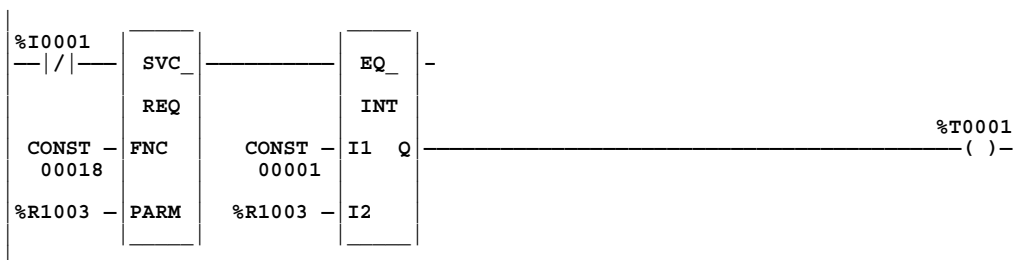 %I0001
—|/|— SVC_ EQ_ -
REQ INT
%T0001
CONST — FNC CONST — I1 Q —( )—
00018 00001
%R1003 — PARM %R1003 — I2